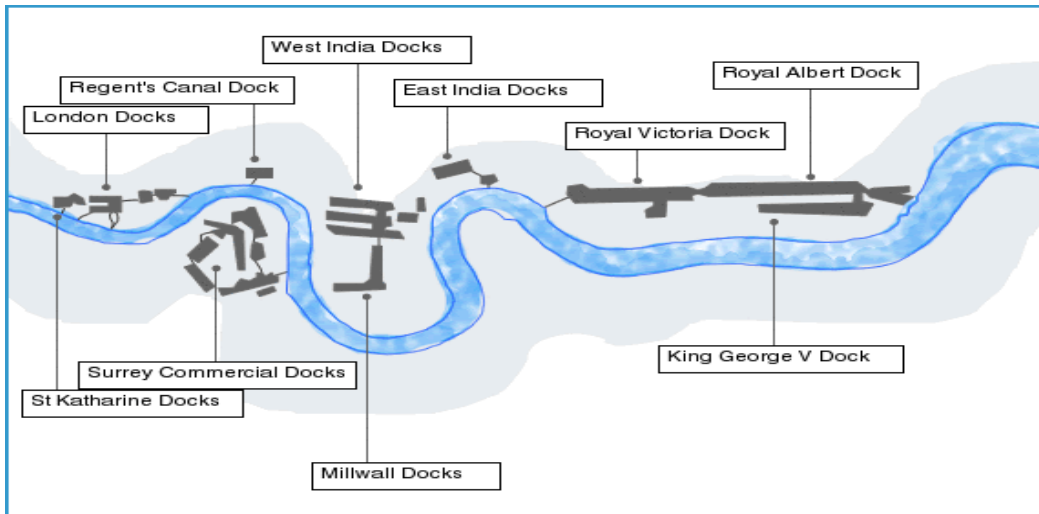 West India Docks
Royal Albert Dock
Regent's Canal Dock
East India Docks
London Docks
Royal Victoria Dock
King George V Dock
Surrey Commercial Docks
St Katharine Docks
Millwall Docks